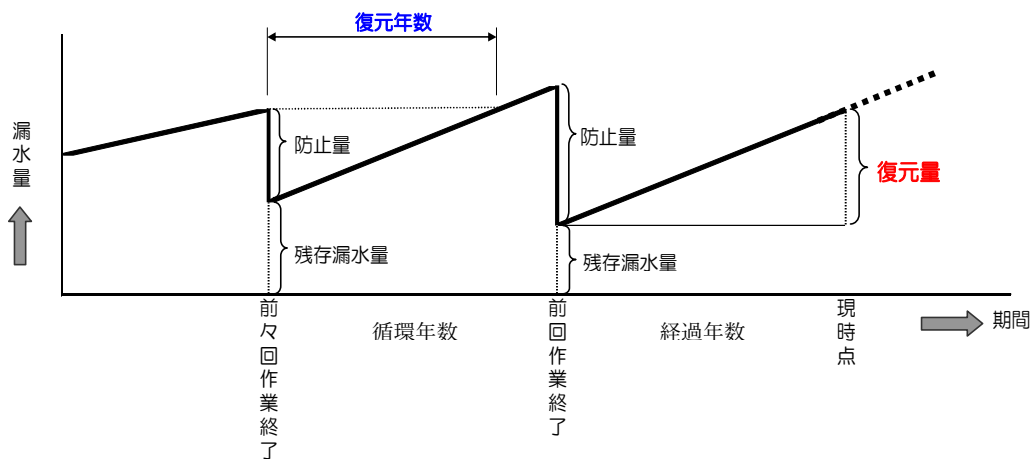 復元年数
漏水量
防止量
防止量
復元量
残存漏水量
残存漏水量
前々回作業終了
循環年数
前回作業終了
経過年数
現時点
期間